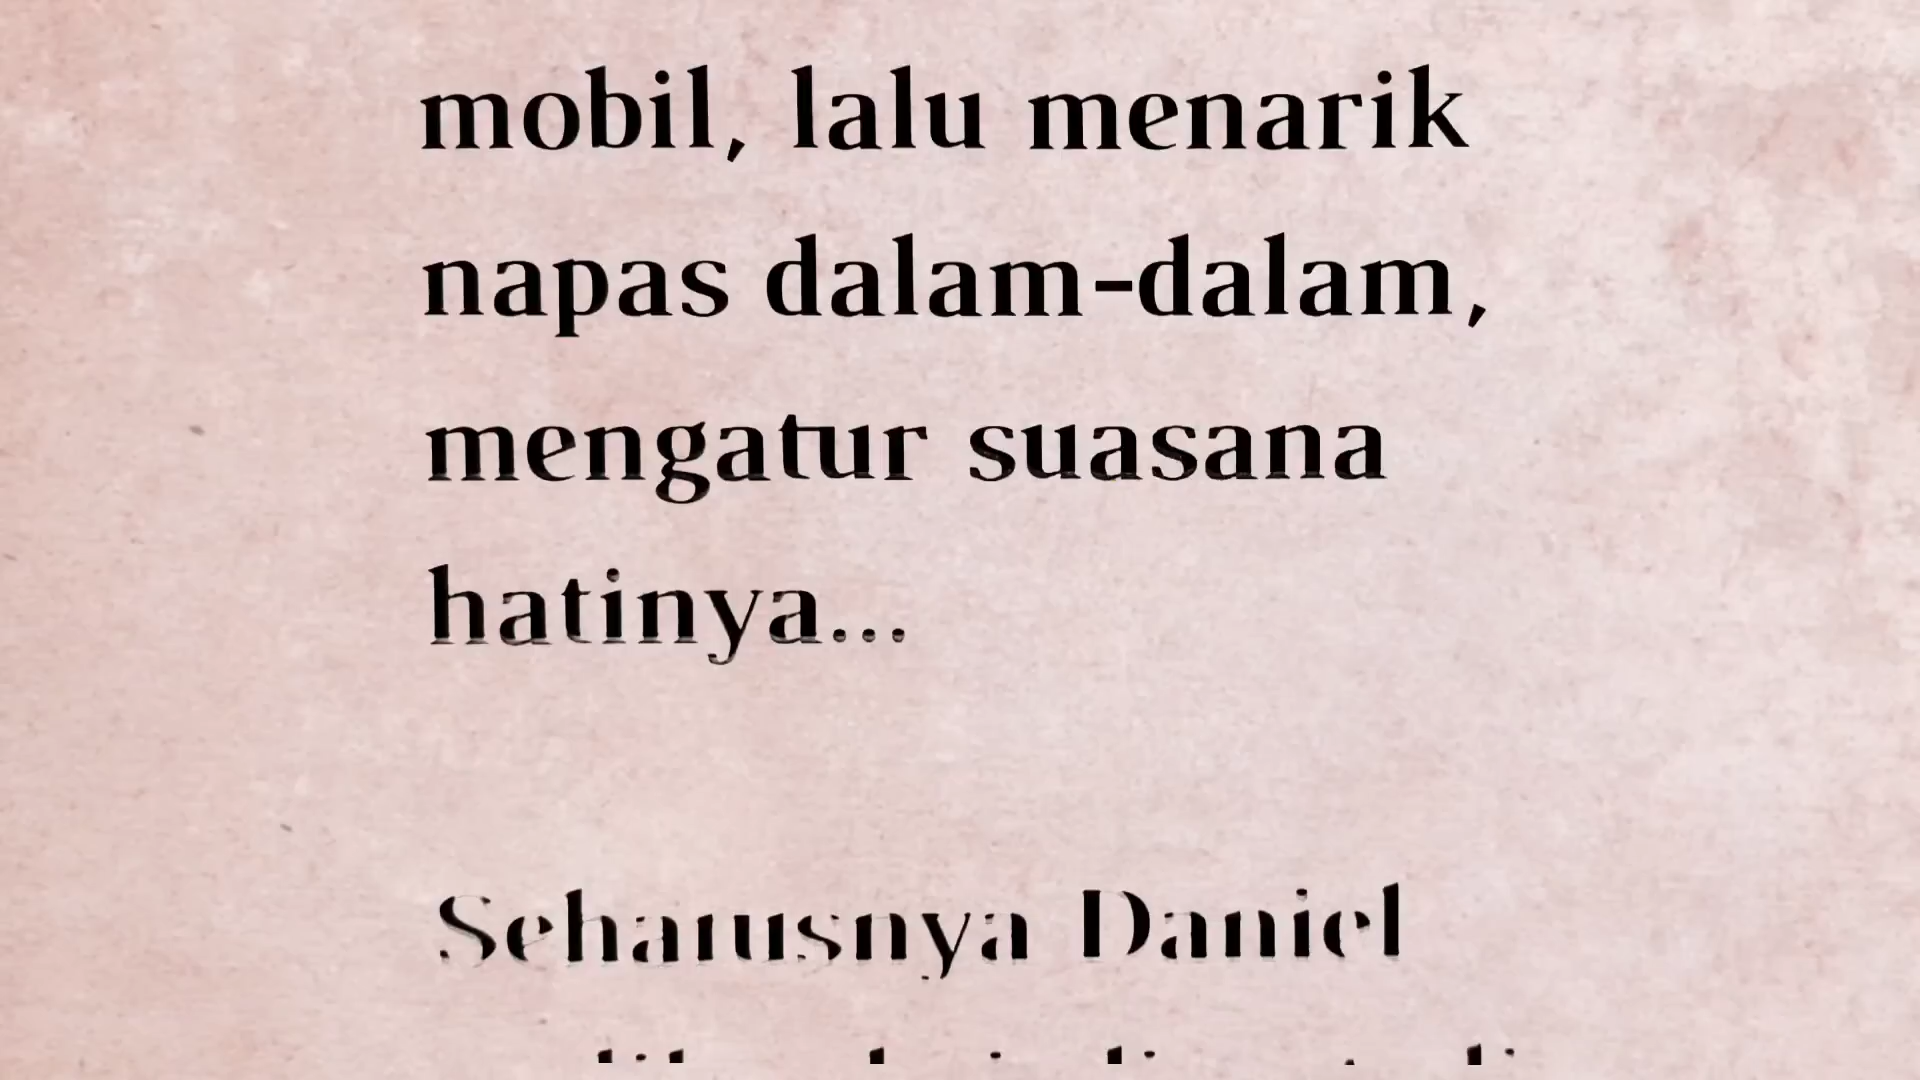 mobil, lalu menarik
napas dalam-dalam,
mengatur suasana
hatinya...
Seharusnya Daniel